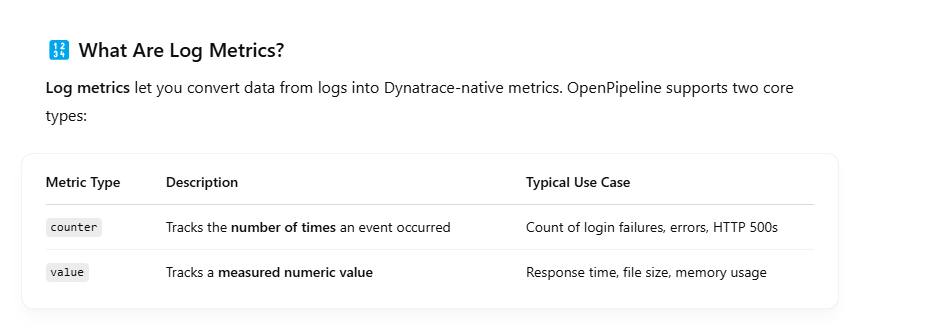 🔢 What Are Log Metrics?
Log metrics let you convert data from logs into Dynatrace-native metrics. OpenPipeline supports two core
types:
Metric Type Description Typical Use Case
counter Tracks the number of times an event occurred Count of login failures, errors, HTTP 500s
value Tracks a measured numeric value Response time, file size, memory usage